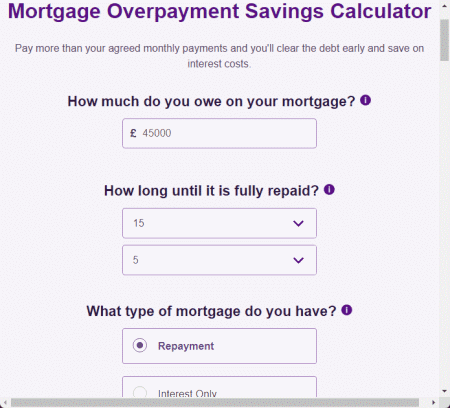 Mortgage Overpayment Savings Calculator
Pay more than your agreed monthly payments and you'll clear the debt early and save on
interest costs.
How much do you owe on your mortgage? i
£ 45000
How long until it is fully repaid? i
15
5
What type of mortgage do you have? i
Repayment
Interest Only